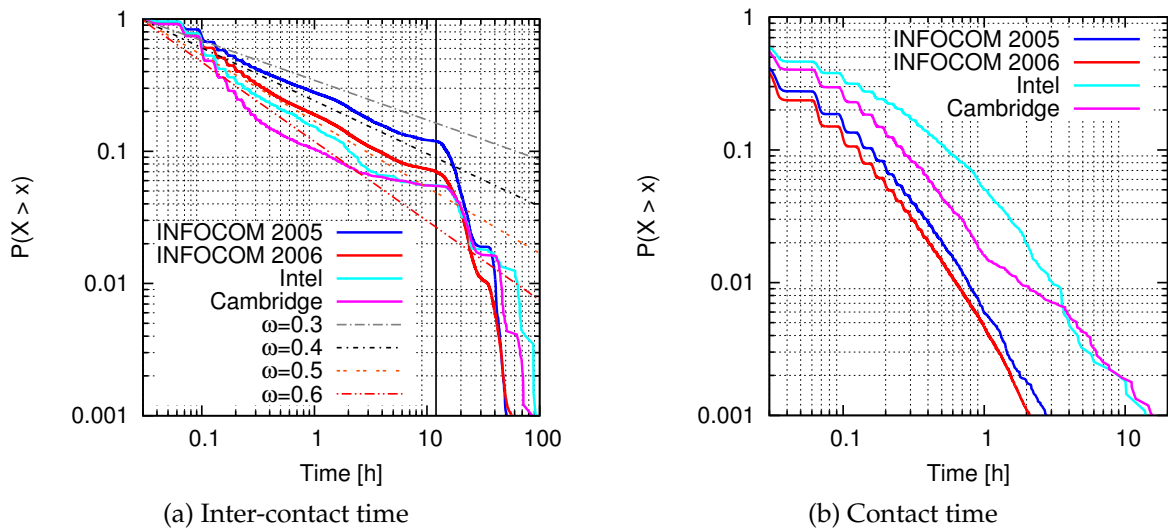 1
0.1
0.01
0.001
P(X > x)
INFOCOM 2005
INFOCOM 2006
Intel
Cambridge
ω=0.3
ω=0.4
ω=0.5
ω=0.6
0.1
1
10
100
Time [h]
(a) Inter-contact time
1
0.1
0.01
0.001
P(X > x)
INFOCOM 2005
INFOCOM 2006
Intel
Cambridge
0.1
1
10
Time [h]
(b) Contact time